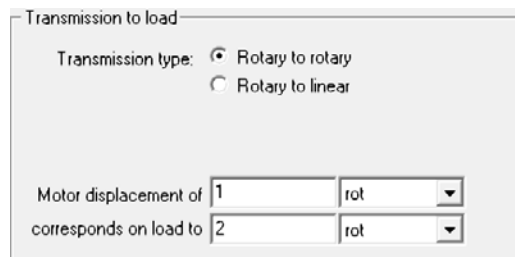 Transmission to load
Transmission type: Rotary to rotary
Rotary to linear
Motor displacement of 1 rot
corresponds on load to 2 rot